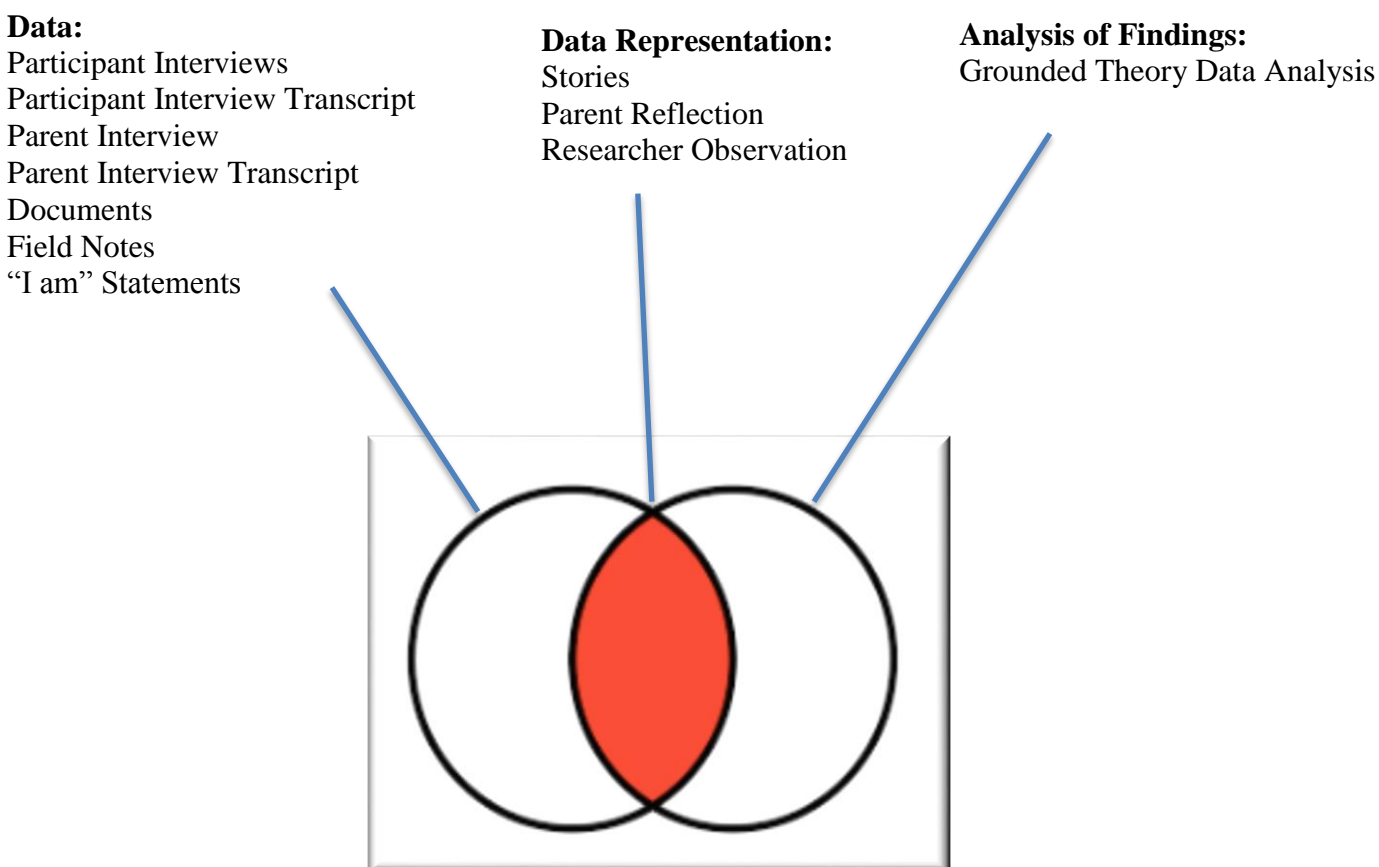 Data:
Participant Interviews
Participant Interview Transcript
Parent Interview
Parent Interview Transcript
Documents
Field Notes
“I am” Statements
Data Representation:
Stories
Parent Reflection
Researcher Observation
Analysis of Findings:
Grounded Theory Data Analysis